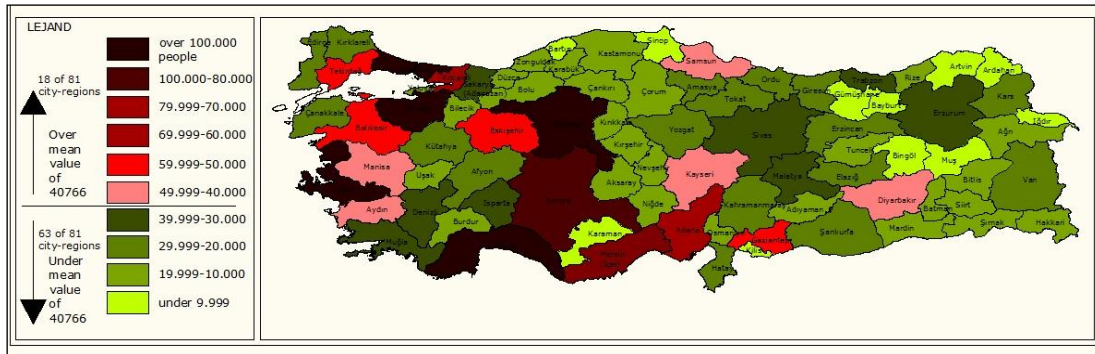 LEJAND
over 100.000
people
100.000-80.000
79.999-70.000
69.999-60.000
59.999-50.000
49.999-40.000
39.999-30.000
29.999-20.000
19.999-10.000
under 9.999
18 of 81
city-regions
Over
mean
value
of
40766
63 of 81
city-regions
Under
mean
value
of
40766
Edirne
Kırklareli
Tekirdağ
Çanakkale
Balıkesir
Manisa
Aydın
Muğla
Denizli
Uşak
Kütahya
Bilecik
Eskişehir
Afyon
Isparta
Burdur
Düzce
Bolu
Zonguldak
Bartın
Karabük
Kastamonu
Çankırı
Sinop
Samsun
Çorum
Amasya
Tokat
Ordu
Giresun
Kırıkkale
Kırşehir
Yozgat
Nevşehir
Aksaray
Niğde
Kayseri
Karaman
Sivas
Malatya
Kahramanmaraş
Adıyaman
Gaziantep
Hatay
Şanlıurfa
Diyarbakır
Mardin
Batman
Siirt
Şırnak
Hakkari
Van
Bitlis
Muş
Bingöl
Elazığ
Tunceli
Erzincan
Erzurum
Gümüşhane
Bayburt
Trabzon
Rize
Artvin
Ardahan
Kars
Iğdır
Ağrı